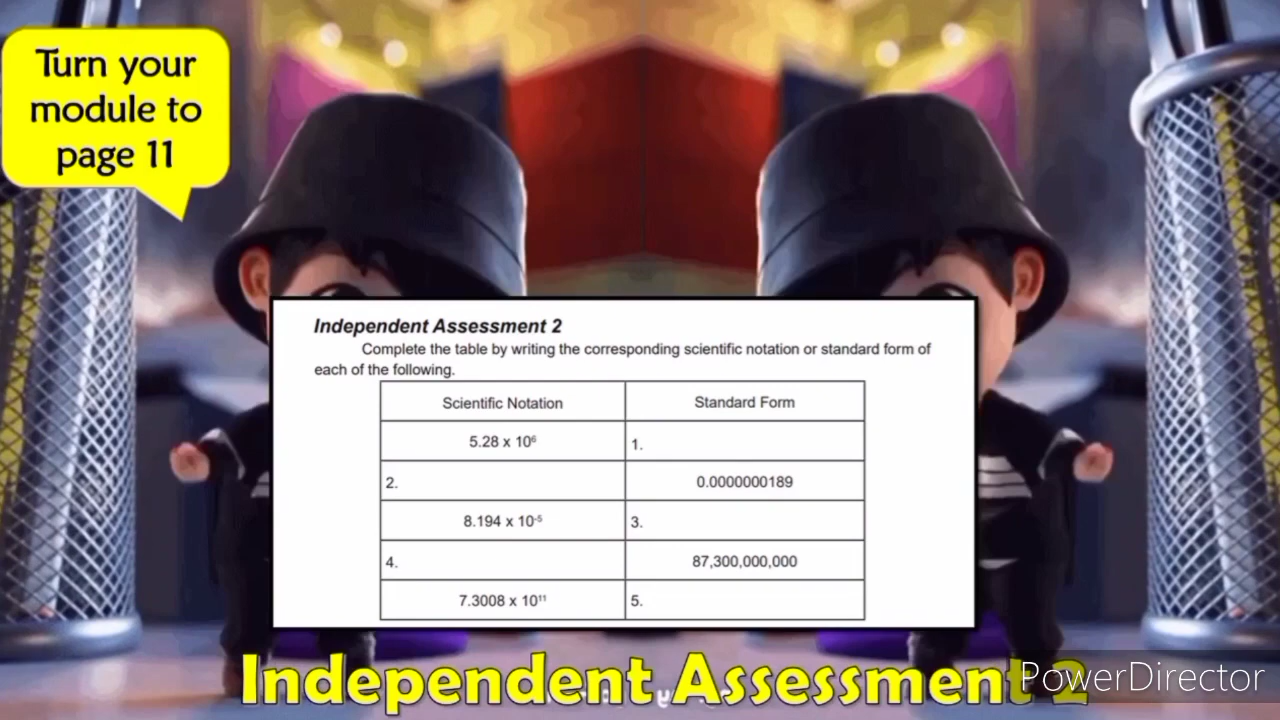 Turn your
module to
page 11
Independent Assessment 2
Complete the table by writing the corresponding scientific notation or standard form of
each of the following.
Scientific Notation Standard Form
5.28 x 10⁶ 1.
2. 0.0000000189
8.194 x 10⁻⁵ 3.
4. 87,300,000,000
7.3008 x 10¹¹ 5.
Independent Assessment 2
PowerDirector